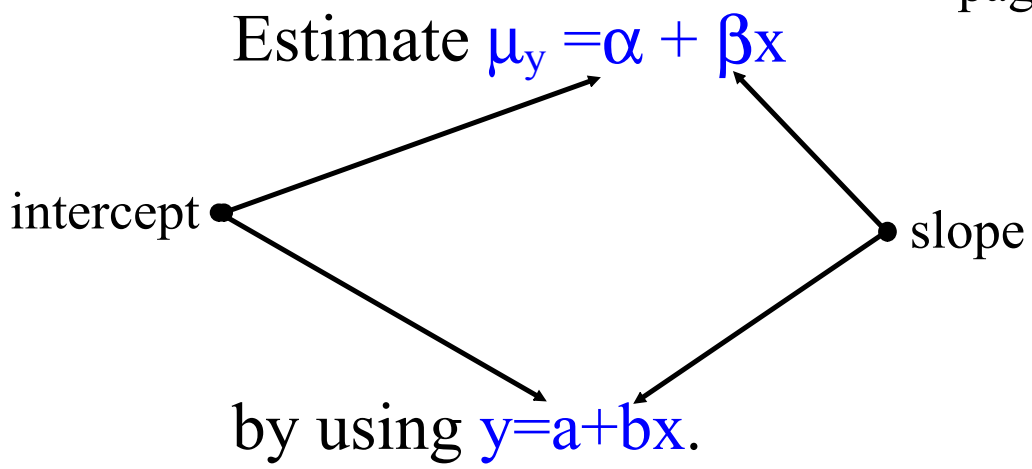 Estimate μy =α + βx
intercept
slope
by using y=a+bx.